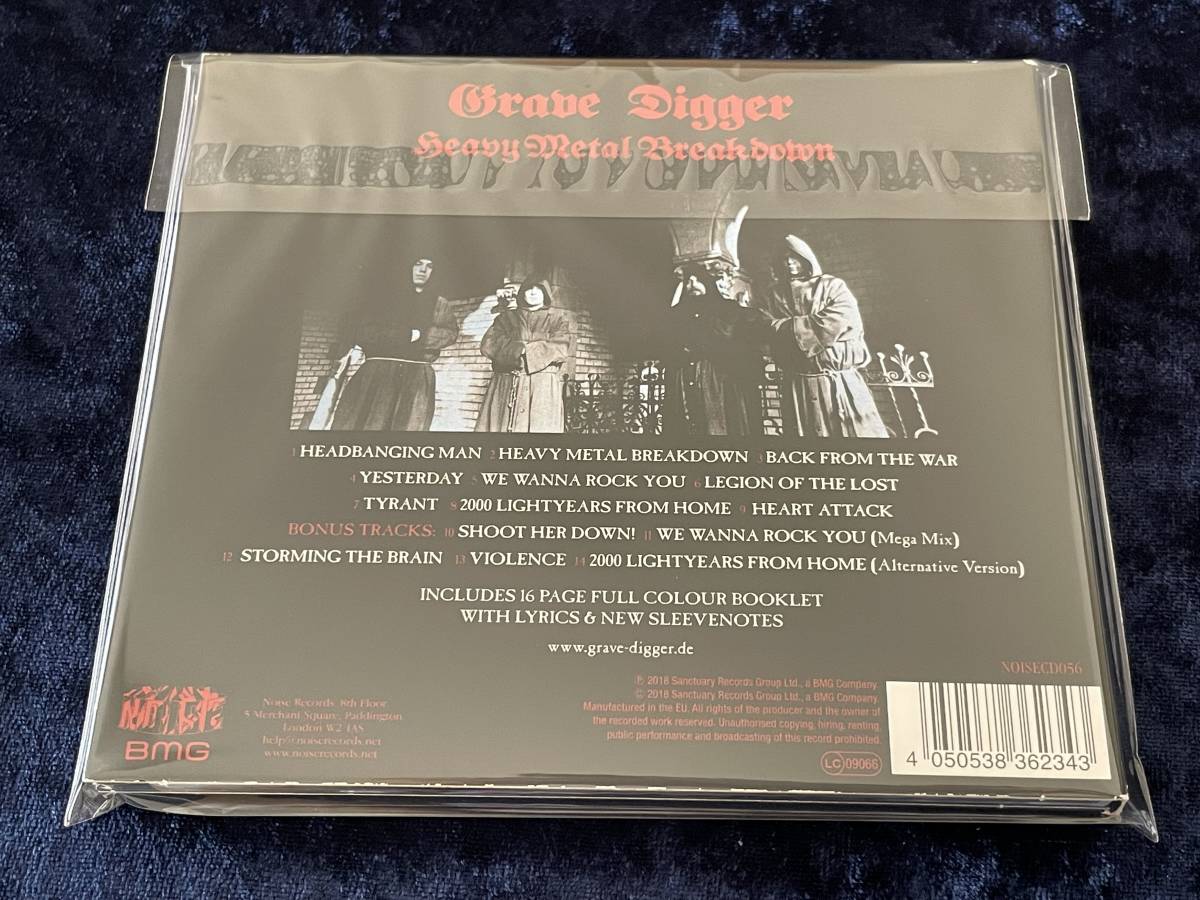 Grave Digger
Heavy Metal Breakdown
1 HEADBANGING MAN 2 HEAVY METAL BREAKDOWN 3 BACK FROM THE WAR
4 YESTERDAY 5 WE WANNA ROCK YOU 6 LEGION OF THE LOST
7 TYRANT 8 2000 LIGHTYEARS FROM HOME 9 HEART ATTACK
BONUS TRACKS: 10 SHOOT HER DOWN! 11 WE WANNA ROCK YOU (Mega Mix)
12 STORMING THE BRAIN 13 VIOLENCE 14 2000 LIGHTYEARS FROM HOME (Alternative Version)
INCLUDES 16 PAGE FULL COLOUR BOOKLET
WITH LYRICS & NEW SLEEVENOTES
www.grave-digger.de
NOISECD056
noise
BMG
Noise Records, 8th Floor
5 Merchant Square, Paddington
London W2 1AS
help@noiserecords.net
www.noiserecords.net
℗ 2018 Sanctuary Records Group Ltd., a BMG Company.
© 2018 Sanctuary Records Group Ltd., a BMG Company.
Manufactured in the EU. All rights of the producer and the owner of
the recorded work reserved. Unauthorised copying, hiring, renting,
public performance and broadcasting of this record prohibited.
LC 09066
4 050538 362343